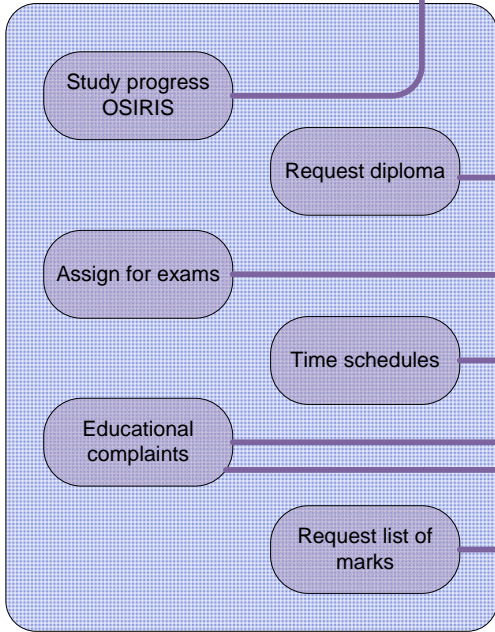 Study progress
OSIRIS
Request diploma
Assign for exams
Time schedules
Educational
complaints
Request list of
marks